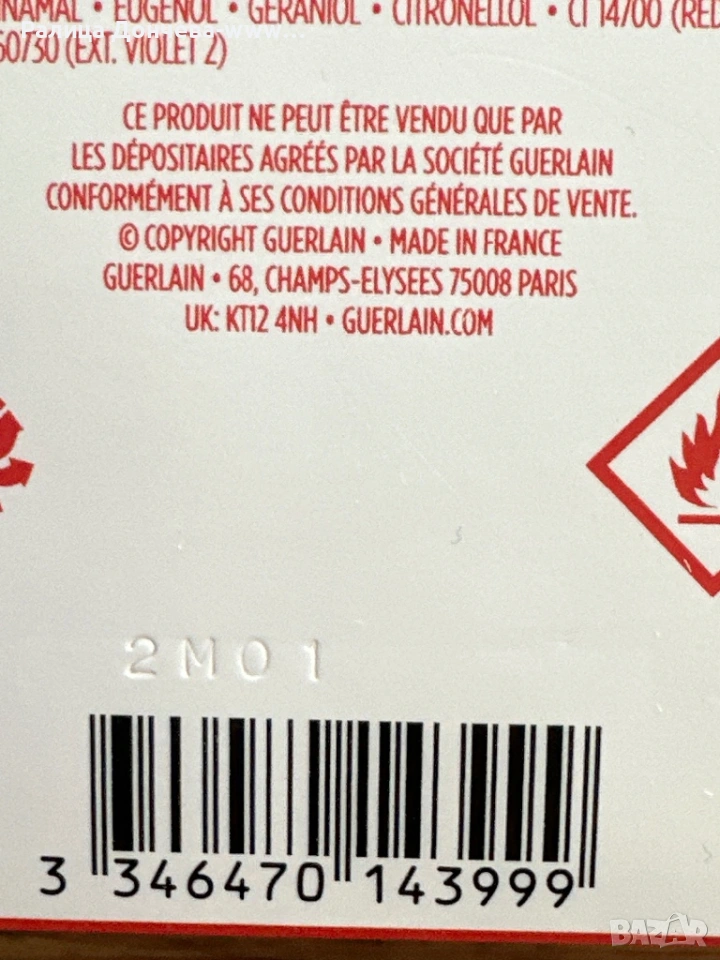 EUGENOL • GERANIOL • CITRONELLOL • CI 14700 (RED
60730 (EXT. VIOLET 2)
CE PRODUIT NE PEUT ÊTRE VENDU QUE PAR
LES DÉPOSITAIRES AGRÉÉS PAR LA SOCIÉTÉ GUERLAIN
CONFORMÉMENT À SES CONDITIONS GÉNÉRALES DE VENTE.
© COPYRIGHT GUERLAIN • MADE IN FRANCE
GUERLAIN • 68, CHAMPS-ELYSEES 75008 PARIS
UK: KT12 4NH • GUERLAIN.COM
2M01
3 346470 143999
BAZAR